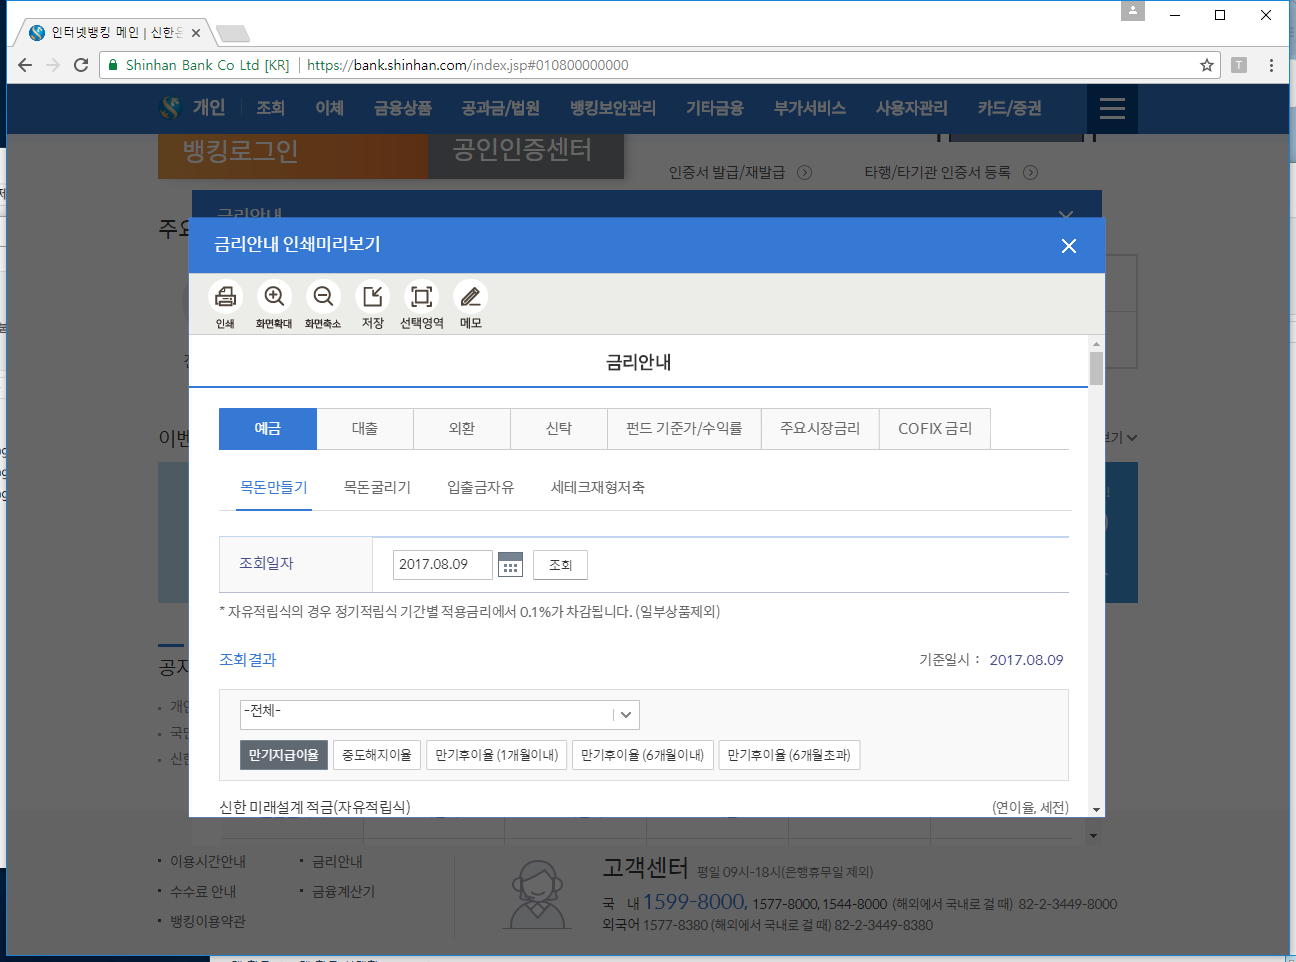 인터넷뱅킹 메인 | 신한은
Shinhan Bank Co Ltd [KR] https://bank.shinhan.com/index.jsp#010800000000
개인 조회 이체 금융상품 공과금/법원 뱅킹보안관리 기타금융 부가서비스 사용자관리 카드/증권
뱅킹로그인 공인인증센터
인증서 발급/재발급 타행/타기관 인증서 등록
금리안내
금리안내 인쇄미리보기
인쇄 화면확대 화면축소 저장 선택영역 메모
금리안내
예금 대출 외환 신탁 펀드 기준가/수익률 주요시장금리 COFIX 금리
목돈만들기 목돈굴리기 입출금자유 세테크재형저축
조회일자 2017.08.09 조회
* 자유적립식의 경우 정기적립식 기간별 적용금리에서 0.1%가 차감됩니다. (일부상품제외)
조회결과 기준일시 : 2017.08.09
-전체-
만기지급이율 중도해지이율 만기후이율 (1개월이내) 만기후이율 (6개월이내) 만기후이율 (6개월초과)
신한 미래설계 적금(자유적립식) (연이율, 세전)
이용시간안내 금리안내
수수료 안내 금융계산기
뱅킹이용약관
고객센터 평일 09시-18시(은행휴무일 제외)
국 내 1599-8000, 1577-8000, 1544-8000 (해외에서 국내로 걸 때) 82-2-3449-8000
외국어 1577-8380 (해외에서 국내로 걸 때) 82-2-3449-8380